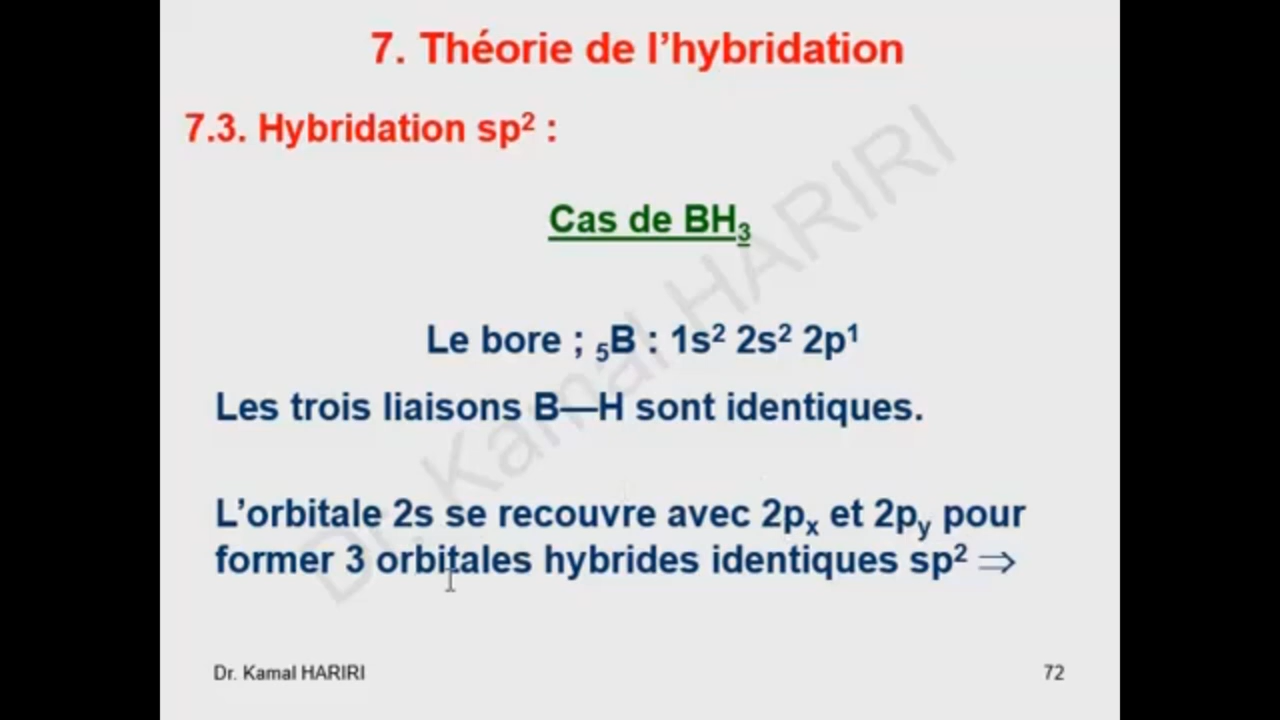 7. Théorie de l’hybridation
7.3. Hybridation sp² :
Cas de BH₃
Le bore ; ₅B : 1s² 2s² 2p¹
Les trois liaisons B—H sont identiques.
L’orbitale 2s se recouvre avec 2pₓ et 2pᵧ pour
former 3 orbitales hybrides identiques sp² ⇒
Dr. Kamal HARIRI
Dr. Kamal HARIRI
72